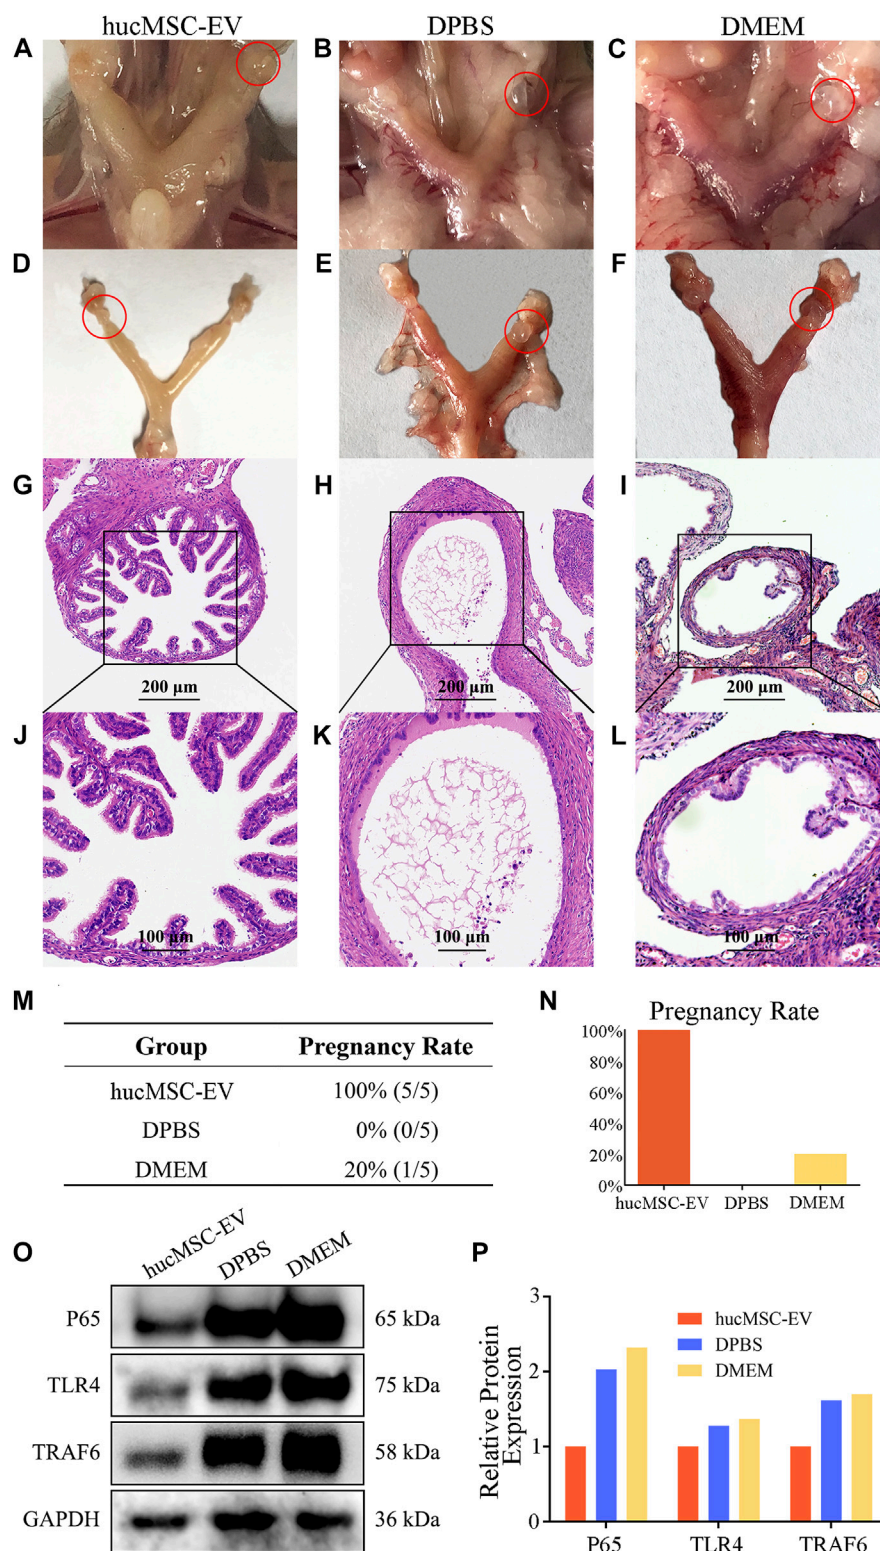 hucMSC-EV DPBS DMEM
A B C
D E F
G H I
200 µm 200 µm 200 µm
J K L
100 µm 100 µm 100 µm
M
Group Pregnancy Rate
hucMSC-EV 100% (5/5)
DPBS 0% (0/5)
DMEM 20% (1/5)
N
Pregnancy Rate
100%
80%
60%
40%
20%
0%
hucMSC-EV DPBS DMEM
O
hucMSC-EV DPBS DMEM
P65 65 kDa
TLR4 75 kDa
TRAF6 58 kDa
GAPDH 36 kDa
P
Relative Protein
Expression
3
2
1
0
hucMSC-EV
DPBS
DMEM
P65 TLR4 TRAF6